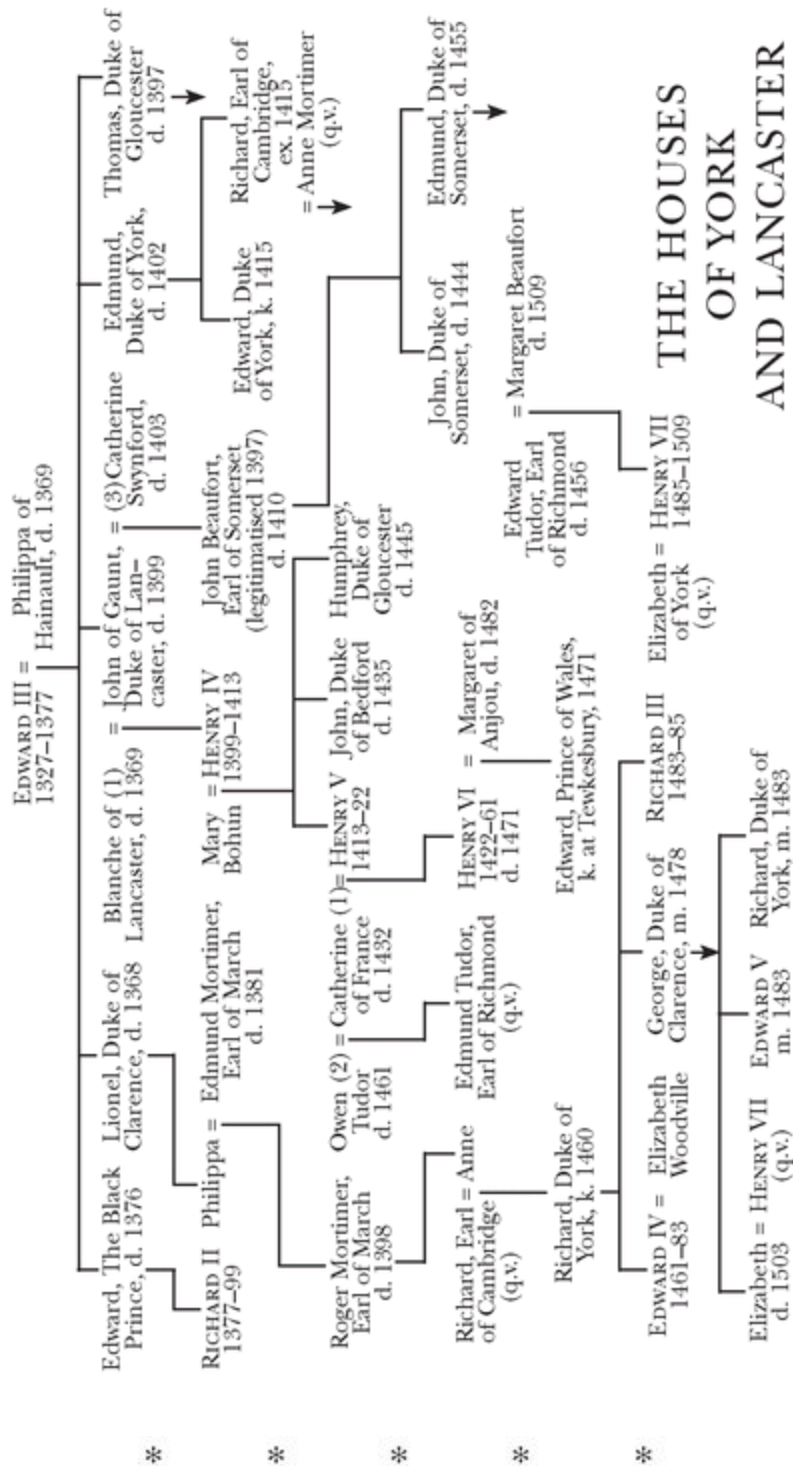 EDWARD III = Philippa of
1327–1377 Hainault, d. 1369
Edward, The Black
Prince, d. 1376
Lionel, Duke of
Clarence, d. 1368
Blanche of (1)
Lancaster, d. 1369
= John of Gaunt,
Duke of Lan–
caster, d. 1399
= (3)Catherine
Swynford,
d. 1403
Edmund,
Duke of York,
d. 1402
Thomas, Duke of
Gloucester
d. 1397
*
RICHARD II
1377–99
Philippa = Edmund Mortimer,
Earl of March
d. 1381
Mary = HENRY IV
Bohun 1399–1413
John Beaufort,
Earl of Somerset
(legitimatised 1397)
d. 1410
Edward, Duke
of York, k. 1415
Richard, Earl of
Cambridge,
ex. 1415
= Anne Mortimer
(q.v.)
*
Roger Mortimer,
Earl of March
d. 1398
Owen (2) = Catherine (1)= HENRY V
Tudor of France 1413–22
d. 1461 d. 1432
John, Duke
of Bedford
d. 1435
Humphrey,
Duke of
Gloucester
d. 1445
*
Richard, Earl = Anne
of Cambridge
(q.v.)
Edmund Tudor,
Earl of Richmond
(q.v.)
HENRY VI = Margaret of
1422–61 Anjou, d. 1482
d. 1471
John, Duke of
Somerset, d. 1444
Edmund, Duke of
Somerset, d. 1455
*
Richard, Duke of
York, k. 1460
Edward, Prince of Wales,
k. at Tewkesbury, 1471
Edward
Tudor, Earl
of Richmond
d. 1456
= Margaret Beaufort
d. 1509
*
EDWARD IV = Elizabeth
1461–83 Woodville
George, Duke of
Clarence, m. 1478
RICHARD III
1483–85
Elizabeth = HENRY VII
of York 1485–1509
(q.v.)
Elizabeth = HENRY VII
d. 1503 (q.v.)
EDWARD V
m. 1483
Richard, Duke of
York, m. 1483
THE HOUSES
OF YORK
AND LANCASTER